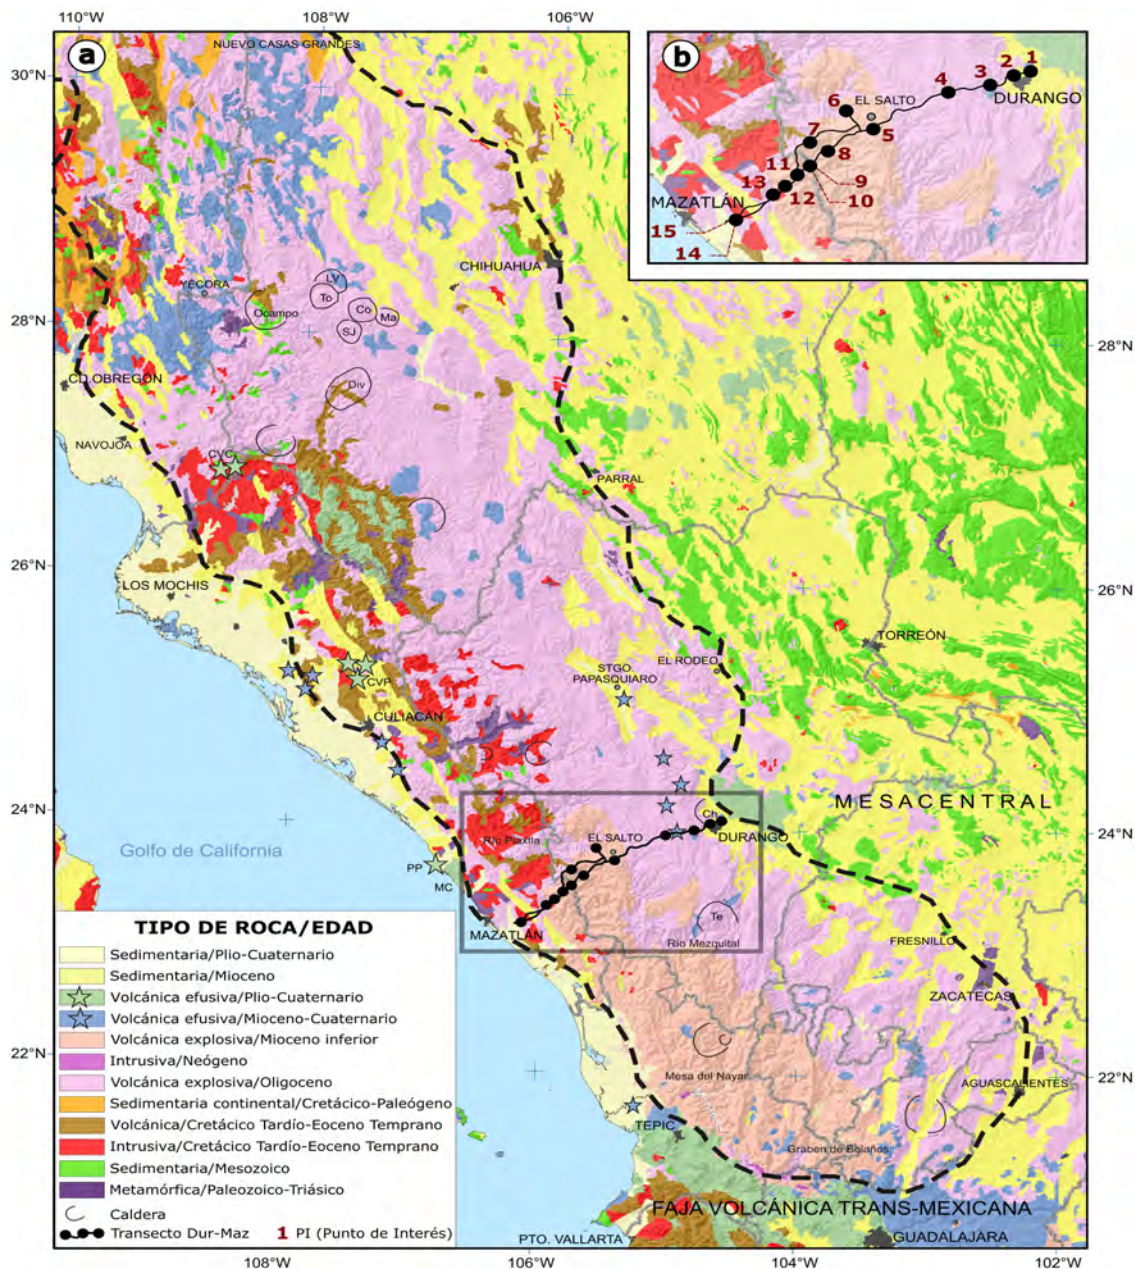 110°W
108°W
106°W
a
NUEVO CASAS GRANDES
30°N
b
1
2
3
4
DURANGO
6
EL SALTO
5
7
8
11
9
13
12
10
MAZATLÁN
15
14
CHIHUAHUA
YÉCORA
LV
To
Ocampo
Co
Ma
SJ
28°N
28°N
CD.OBREGÓN
Div
NAVOJOA
CVC
PARRAL
26°N
26°N
LOS MOCHIS
TORREÓN
EL RODEO
STGO.
PAPASQUIARO
CVP
CULIACÁN
24°N
24°N
MESA CENTRAL
Ch
DURANGO
EL SALTO
Río Piaxtla
Golfo de California
PP
MC
Te
MAZATLÁN
Río Mezquital
FRESNILLO
ZACATECAS
TIPO DE ROCA/EDAD
Sedimentaria/Plio-Cuaternario
Sedimentaria/Mioceno
Volcánica efusiva/Plio-Cuaternario
Volcánica efusiva/Mioceno-Cuaternario
Volcánica explosiva/Mioceno inferior
Intrusiva/Neógeno
Volcánica explosiva/Oligoceno
Sedimentaria continental/Cretácico-Paleógeno
Volcánica/Cretácico Tardío-Eoceno Temprano
Intrusiva/Cretácico Tardío-Eoceno Temprano
Sedimentaria/Mesozoico
Metamórfica/Paleozoico-Triásico
Caldera
Transecto Dur-Maz
1 PI (Punto de Interés)
22°N
22°N
Mesa del Nayar
AGUASCALIENTES
TEPIC
Graben de Bolaños
FAJA VOLCÁNICA TRANS-MEXICANA
PTO. VALLARTA
GUADALAJARA
108°W
106°W
104°W
102°W